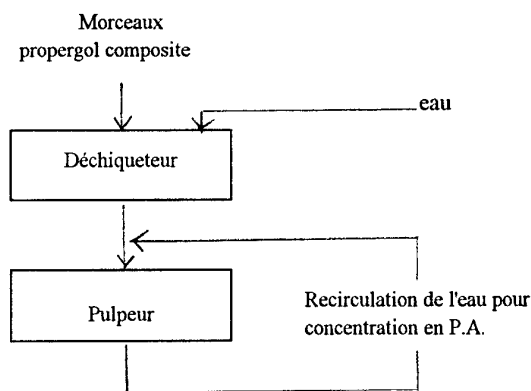 Morceaux
propergol composite
eau
Déchiqueteur
Pulpeur
Recirculation de l'eau pour
concentration en P.A.